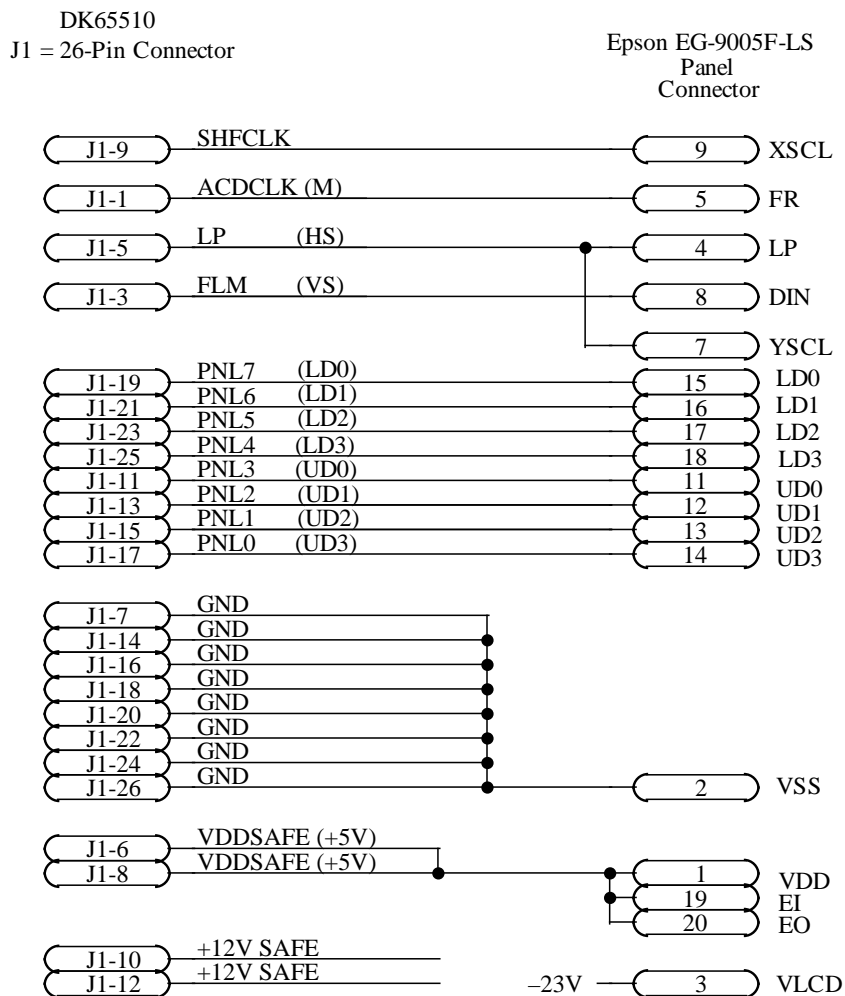 DK65510
J1 = 26-Pin Connector
Epson EG-9005F-LS
Panel
Connector
J1-9 SHFCLK 9 XSCL
J1-1 ACDCLK (M) 5 FR
J1-5 LP (HS) 4 LP
J1-3 FLM (VS) 8 DIN
7 YSCL
J1-19 PNL7 (LD0) 15 LD0
J1-21 PNL6 (LD1) 16 LD1
J1-23 PNL5 (LD2) 17 LD2
J1-25 PNL4 (LD3) 18 LD3
J1-11 PNL3 (UD0) 11 UD0
J1-13 PNL2 (UD1) 12 UD1
J1-15 PNL1 (UD2) 13 UD2
J1-17 PNL0 (UD3) 14 UD3
J1-7 GND
J1-14 GND
J1-16 GND
J1-18 GND
J1-20 GND
J1-22 GND
J1-24 GND
J1-26 GND 2 VSS
J1-6 VDDSAFE (+5V)
J1-8 VDDSAFE (+5V) 1 VDD
19 EI
20 EO
J1-10 +12V SAFE
J1-12 +12V SAFE –23V 3 VLCD